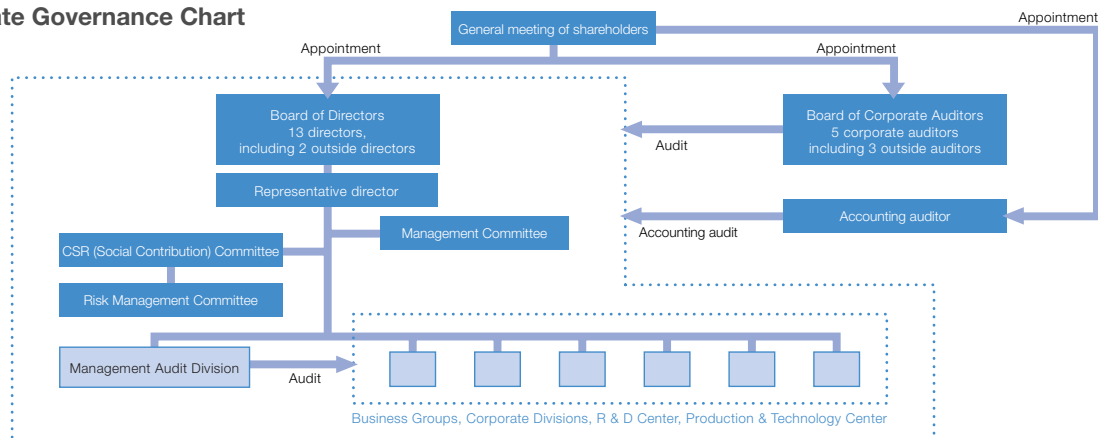 ate Governance Chart
General meeting of shareholders
Appointment
Appointment
Appointment
Board of Directors
13 directors,
including 2 outside directors
Board of Corporate Auditors
5 corporate auditors
including 3 outside auditors
Audit
Representative director
Accounting auditor
Accounting audit
Management Committee
CSR (Social Contribution) Committee
Risk Management Committee
Management Audit Division
Audit
Business Groups, Corporate Divisions, R & D Center, Production & Technology Center